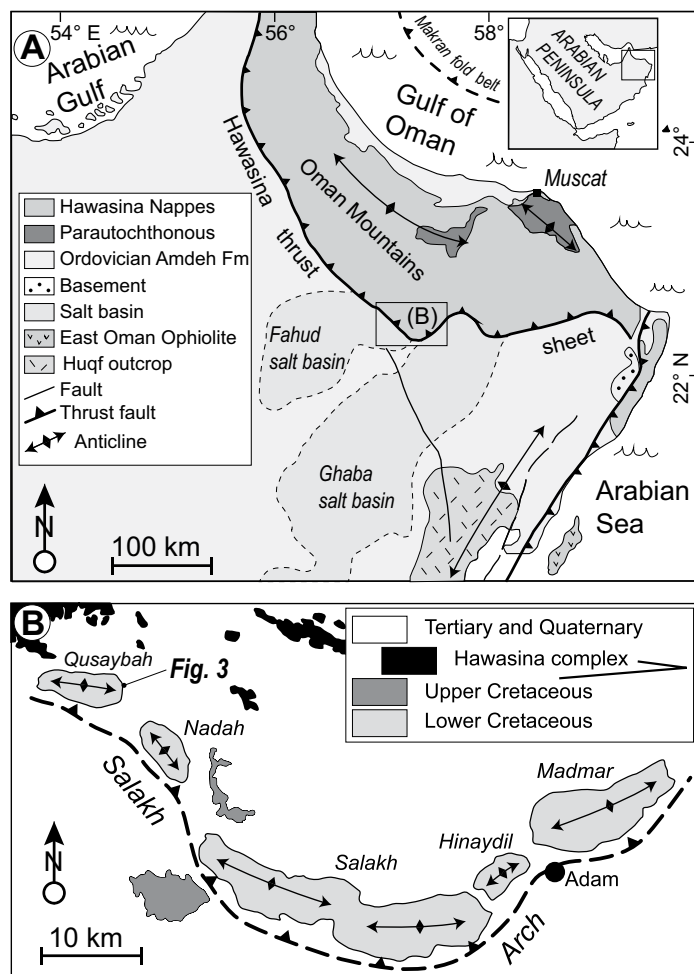 A
54° E
56°
58°
Arabian
Gulf
Makran fold
belt
Gulf of
Oman
ARABIAN
PENINSULA
24°
Muscat
Hawasina
thrust
sheet
Oman Mountains
(B)
Hawasina Nappes
Parautochthonous
Ordovician Amdeh Fm
Basement
Salt basin
East Oman Ophiolite
Huqf outcrop
Fault
Thrust fault
Anticline
Fahud
salt basin
Ghaba
salt basin
22° N
Arabian
Sea
N
100 km
B
Qusaybah
Fig. 3
Nadah
Salakh
Arch
Tertiary and Quaternary
Hawasina complex
Upper Cretaceous
Lower Cretaceous
Madmar
Hinaydil
Salakh
Adam
N
10 km